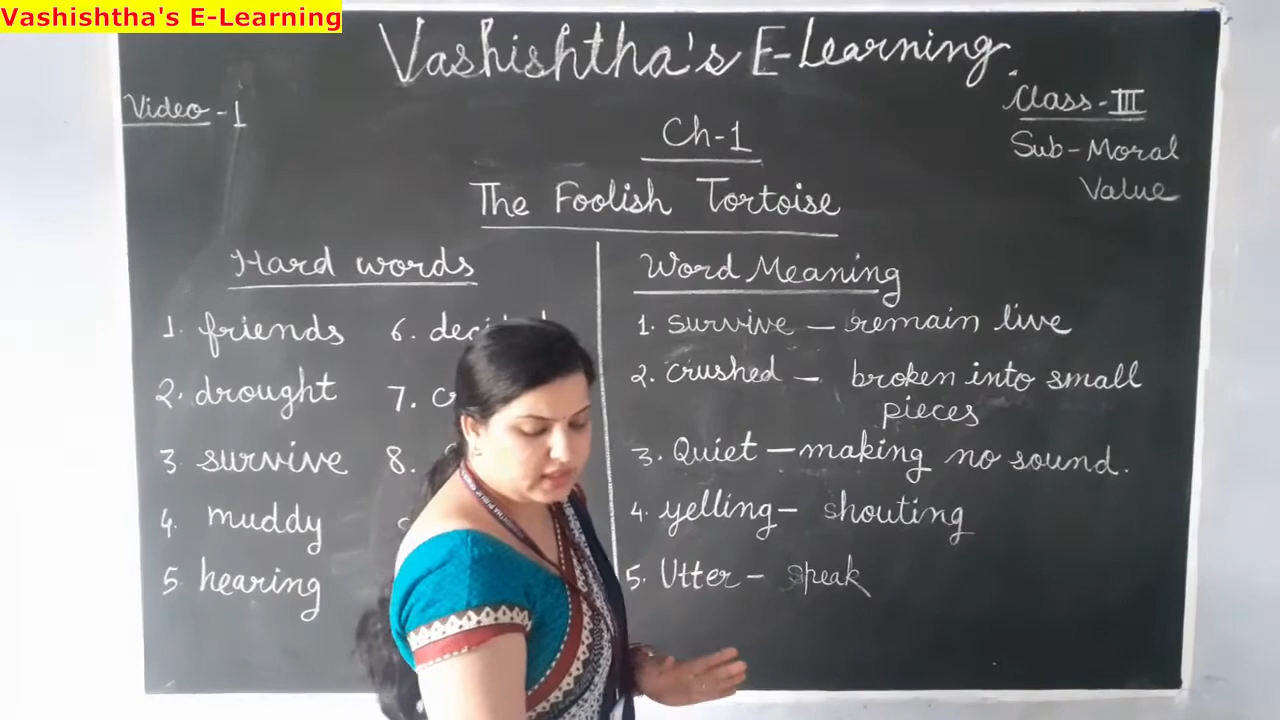 Vashishtha's E-Learning
Vashishtha's E-Learning
Video-1
Class-III
Sub-Moral
Value
Ch-1
The Foolish Tortoise
Hard words
1. friends
2. drought
3. survive
4. muddy
5. hearing
6.
7.
8.
Word Meaning
1. survive – remain live
2. crushed – broken into small
pieces
3. Quiet – making no sound.
4. yelling – shouting
5. Utter – speak